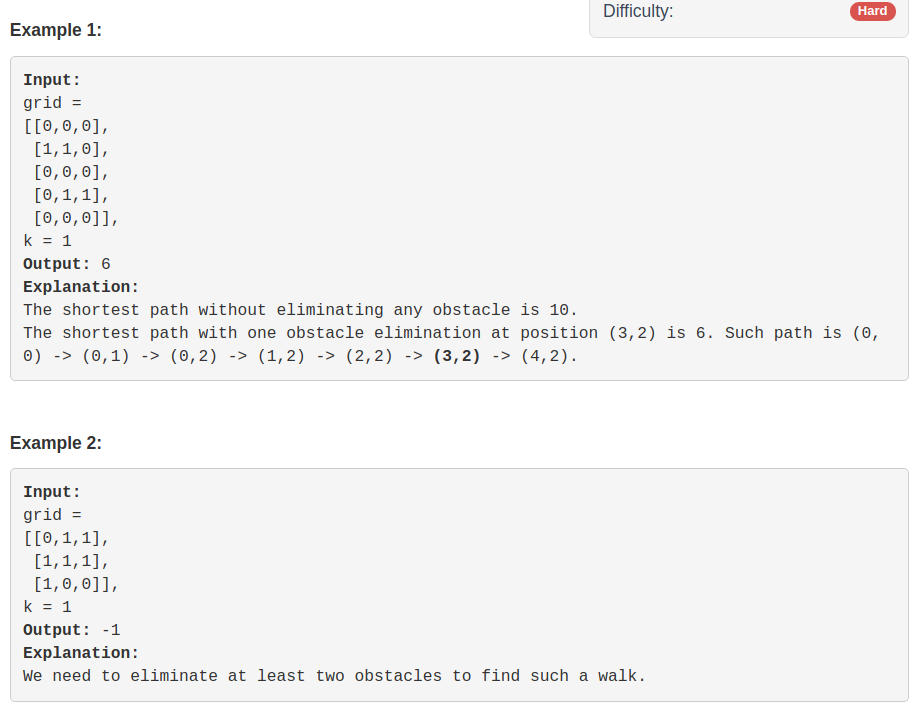 Difficulty:
Hard
Example 1:
Input:
grid =
[[0,0,0],
 [1,1,0],
 [0,0,0],
 [0,1,1],
 [0,0,0]],
k = 1
Output: 6
Explanation:
The shortest path without eliminating any obstacle is 10.
The shortest path with one obstacle elimination at position (3,2) is 6. Such path is (0,
0) -> (0,1) -> (0,2) -> (1,2) -> (2,2) -> (3,2) -> (4,2).
Example 2:
Input:
grid =
[[0,1,1],
 [1,1,1],
 [1,0,0]],
k = 1
Output: -1
Explanation:
We need to eliminate at least two obstacles to find such a walk.